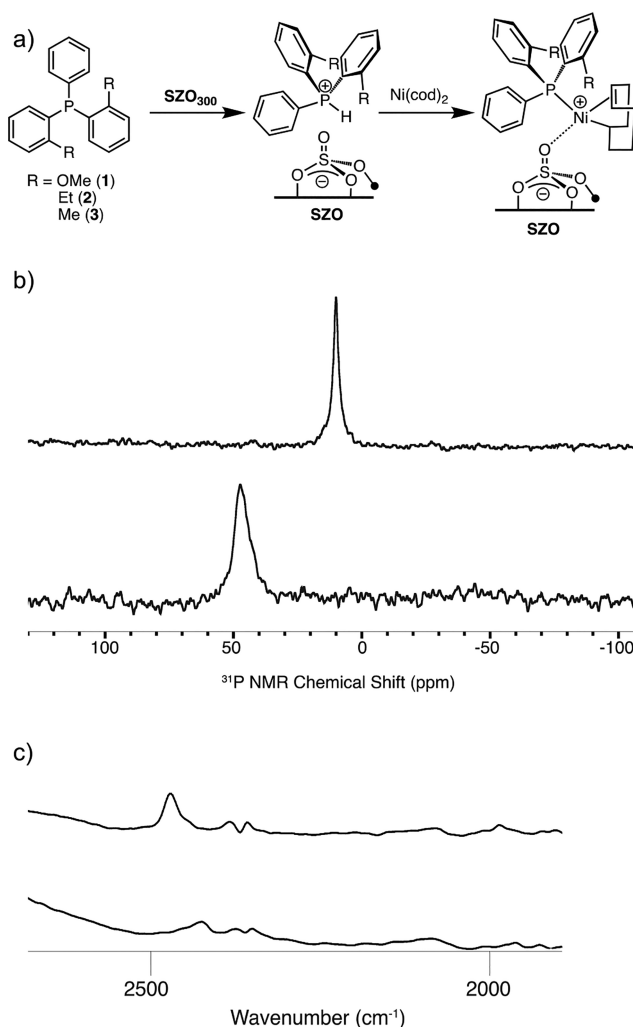 a)
SZO₃₀₀
Ni(cod)₂
R
P
R
R = OMe (1)
Et (2)
Me (3)
R
R
⊕
P
H
O
S
O
O
O
⊖
SZO
R
R
P
⊕
Ni
O
S
O
O
O
⊖
SZO
b)
100 50 0 -50 -100
³¹P NMR Chemical Shift (ppm)
c)
2500 2000
Wavenumber (cm⁻¹)